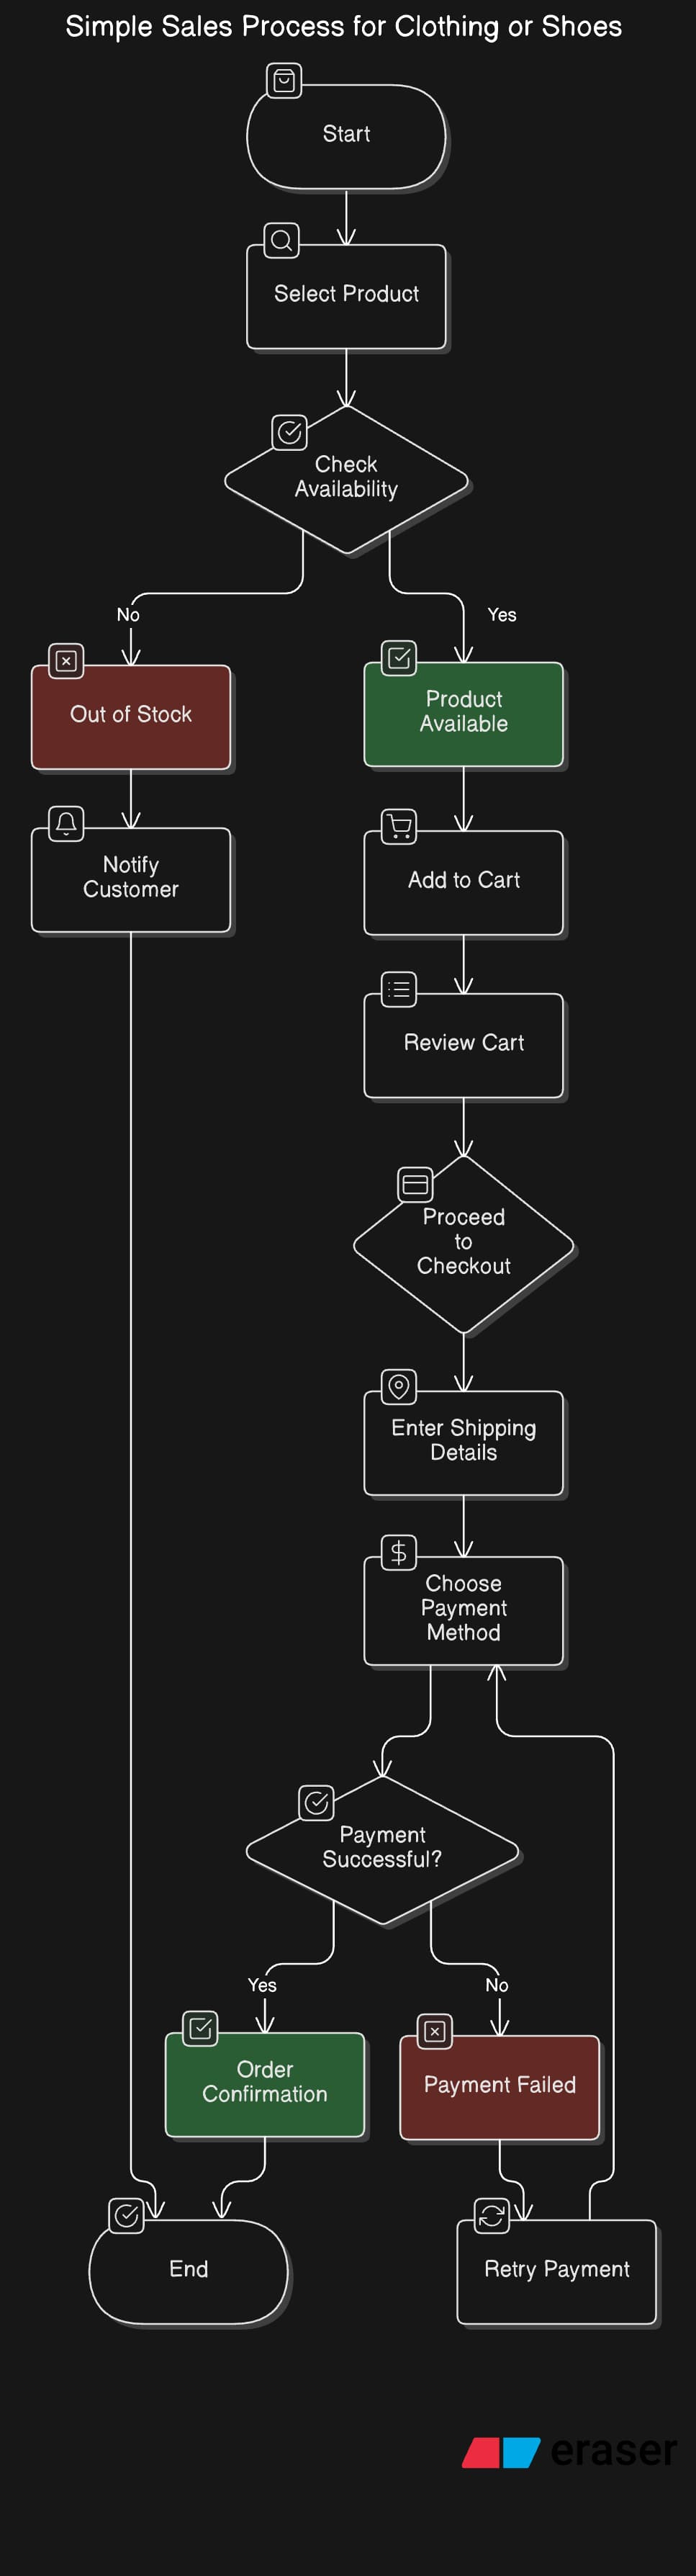 Simple Sales Process for Clothing or Shoes
Start
Select Product
Check
Availability
No
Yes
Out of Stock
Product
Available
Notify
Customer
Add to Cart
Review Cart
Proceed
to
Checkout
Enter Shipping
Details
Choose
Payment
Method
Payment
Successful?
Yes
No
Order
Confirmation
Payment Failed
End
Retry Payment
eraser